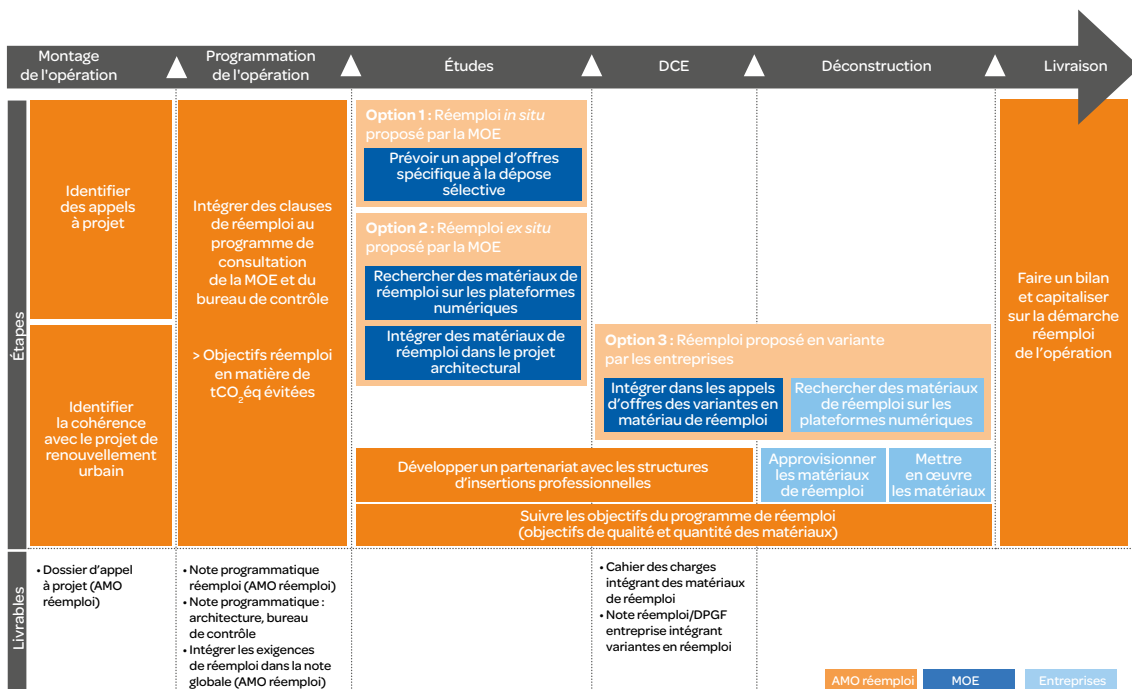 Montage
de l'opération
Programmation
de l'opération
Études
DCE
Déconstruction
Livraison
Étapes
Identifier
des appels
à projet
Identifier
la cohérence
avec le projet de
renouvellement
urbain
Intégrer des clauses
de réemploi au
programme de
consultation
de la MOE et du
bureau de contrôle
> Objectifs réemploi
en matière de
tCO2éq évitées
Option 1 : Réemploi in situ
proposé par la MOE
Prévoir un appel d'offres
spécifique à la dépose
sélective
Option 2 : Réemploi ex situ
proposé par la MOE
Rechercher des matériaux de
réemploi sur les plateformes
numériques
Intégrer des matériaux de
réemploi dans le projet
architectural
Option 3 : Réemploi proposé en variante
par les entreprises
Intégrer dans les appels
d'offres des variantes en
matériau de réemploi
Rechercher des matériaux
de réemploi sur les
plateformes numériques
Développer un partenariat avec les structures
d'insertions professionnelles
Approvisionner
les matériaux
de réemploi
Mettre
en œuvre
les matériaux
Suivre les objectifs du programme de réemploi
(objectifs de qualité et quantité des matériaux)
Faire un bilan
et capitaliser
sur la démarche
réemploi
de l'opération
Livrables
• Dossier d'appel
à projet (AMO
réemploi)
• Note programmatique
réemploi (AMO réemploi)
• Note programmatique :
architecture, bureau
de contrôle
• Intégrer les exigences
de réemploi dans la note
globale (AMO réemploi)
• Cahier des charges
intégrant des matériaux
de réemploi
• Note réemploi/DPGF
entreprise intégrant
variantes en réemploi
AMO réemploi
MOE
Entreprises